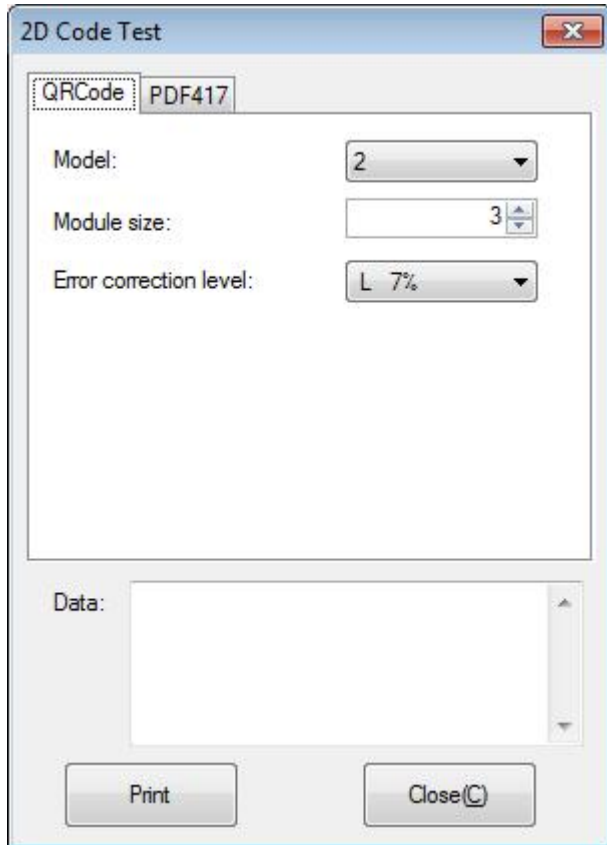 2D Code Test
QRCode PDF417
Model: 2
Module size: 3
Error correction level: L 7%
Data:
Print Close(C)